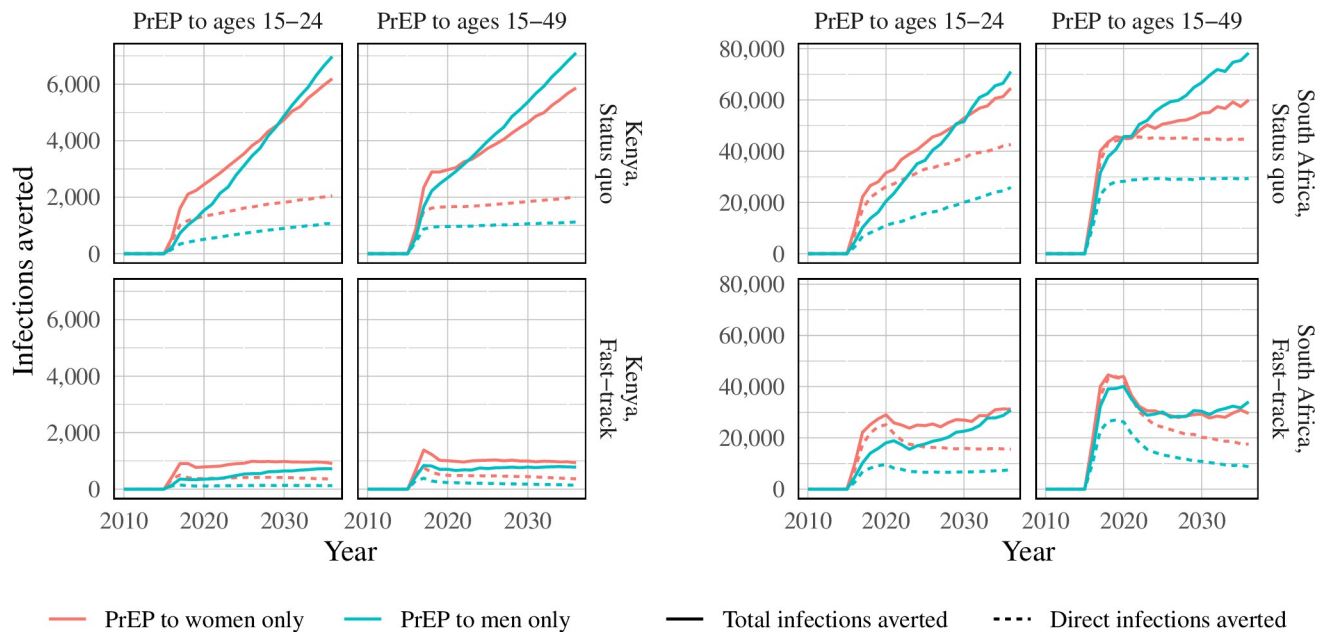 PrEP to ages 15−24
PrEP to ages 15−49
PrEP to ages 15−24
PrEP to ages 15−49
Infections averted
6,000
4,000
2,000
0
Kenya,
Status quo
80,000
60,000
40,000
20,000
0
South Africa,
Status quo
6,000
4,000
2,000
0
Kenya,
Fast−track
80,000
60,000
40,000
20,000
0
South Africa,
Fast−track
2010 2020 2030
2010 2020 2030
2010 2020 2030
2010 2020 2030
Year
Year
PrEP to women only
PrEP to men only
Total infections averted
Direct infections averted